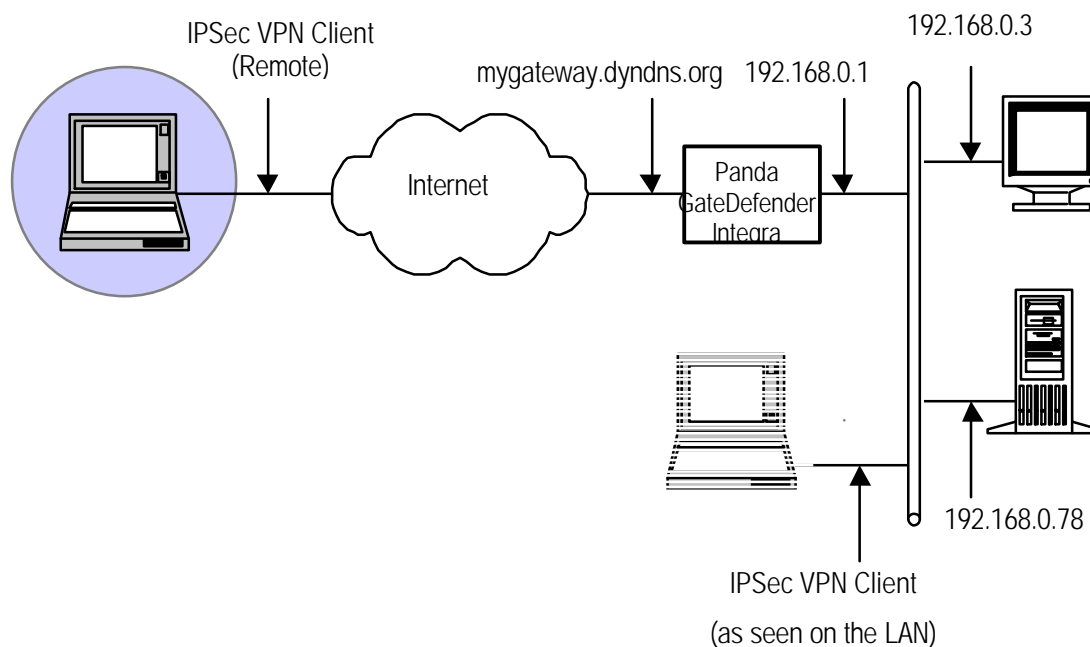 IPSec VPN Client
(Remote)
mygateway.dyndns.org
192.168.0.1
192.168.0.3
Internet
Panda
GateDefender
Integra
192.168.0.78
IPSec VPN Client
(as seen on the LAN)